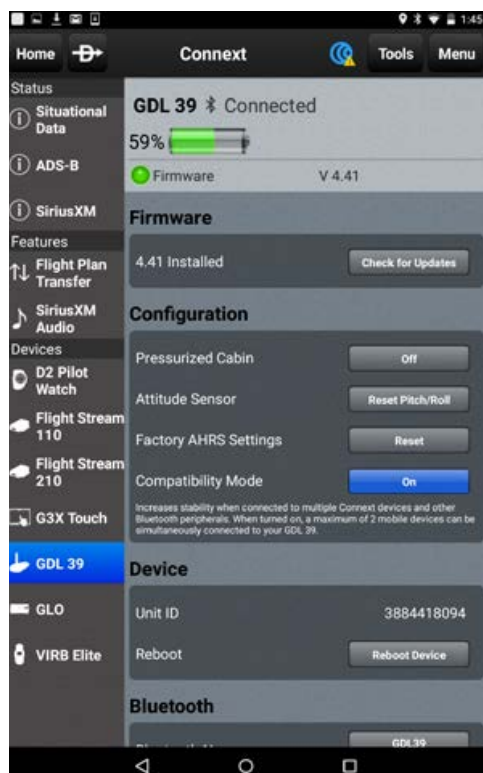 1:45
Home
Connext
Tools
Menu
Status
Situational
Data
ADS-B
SiriusXM
Features
Flight Plan
Transfer
SiriusXM
Audio
Devices
D2 Pilot
Watch
Flight Stream
110
Flight Stream
210
G3X Touch
GDL 39
GLO
VIRB Elite
GDL 39 Connected
59%
Firmware V 4.41
Firmware
4.41 Installed Check for Updates
Configuration
Pressurized Cabin Off
Attitude Sensor Reset Pitch/Roll
Factory AHRS Settings Reset
Compatibility Mode On
Increases stability when connected to multiple Connext devices and other
Bluetooth peripherals. When turned on, a maximum of 2 mobile devices can be
simultaneously connected to your GDL 39.
Device
Unit ID 3884418094
Reboot Reboot Device
Bluetooth
GDL39